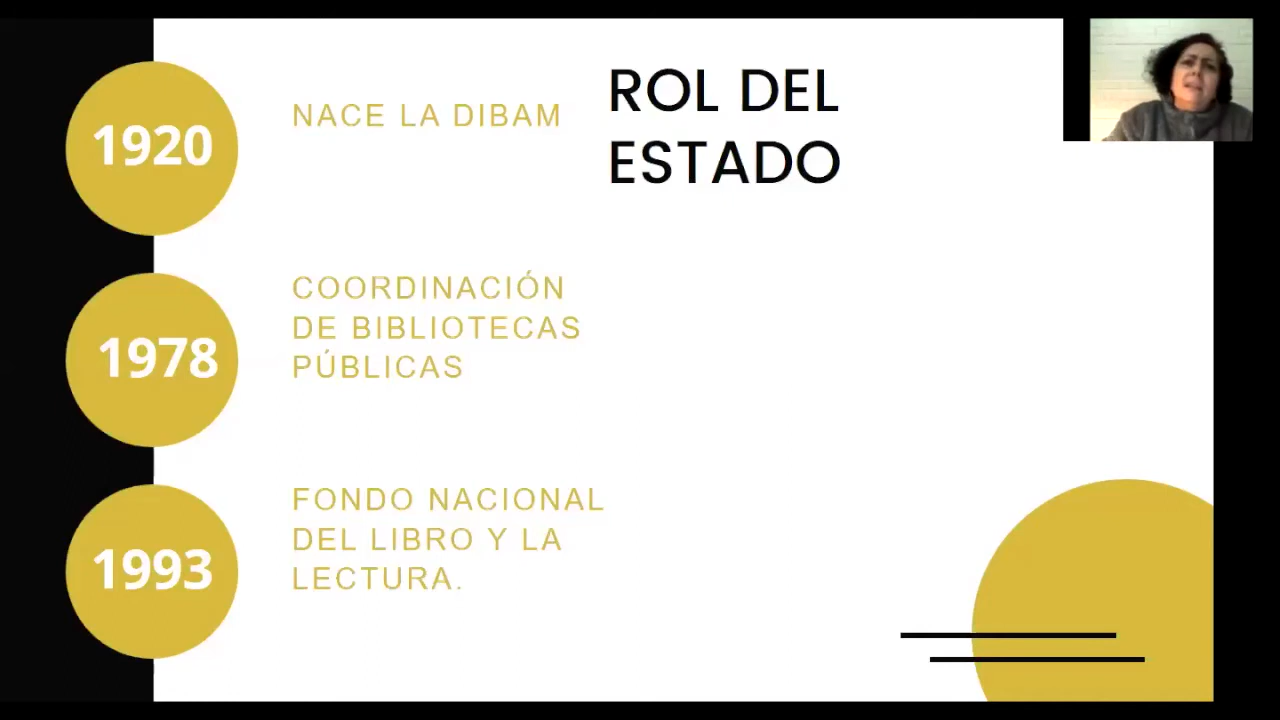 ROL DEL
ESTADO
1920
NACE LA DIBAM
1978
COORDINACIÓN
DE BIBLIOTECAS
PÚBLICAS
1993
FONDO NACIONAL
DEL LIBRO Y LA
LECTURA.